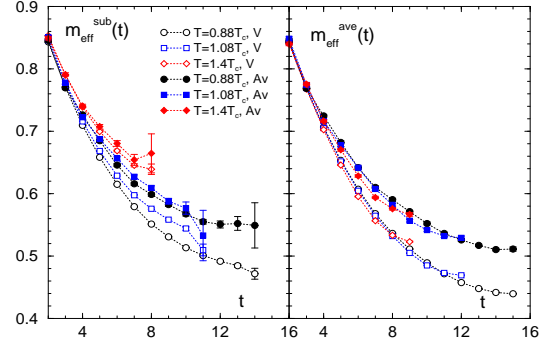 m_eff^sub(t)
m_eff^ave(t)
T=0.88T_c, V
T=1.08T_c, V
T=1.4T_c, V
T=0.88T_c, Av
T=1.08T_c, Av
T=1.4T_c, Av
0.9
0.8
0.7
0.6
0.5
0.4
t
t
4 8 12 16 4 8 12 16